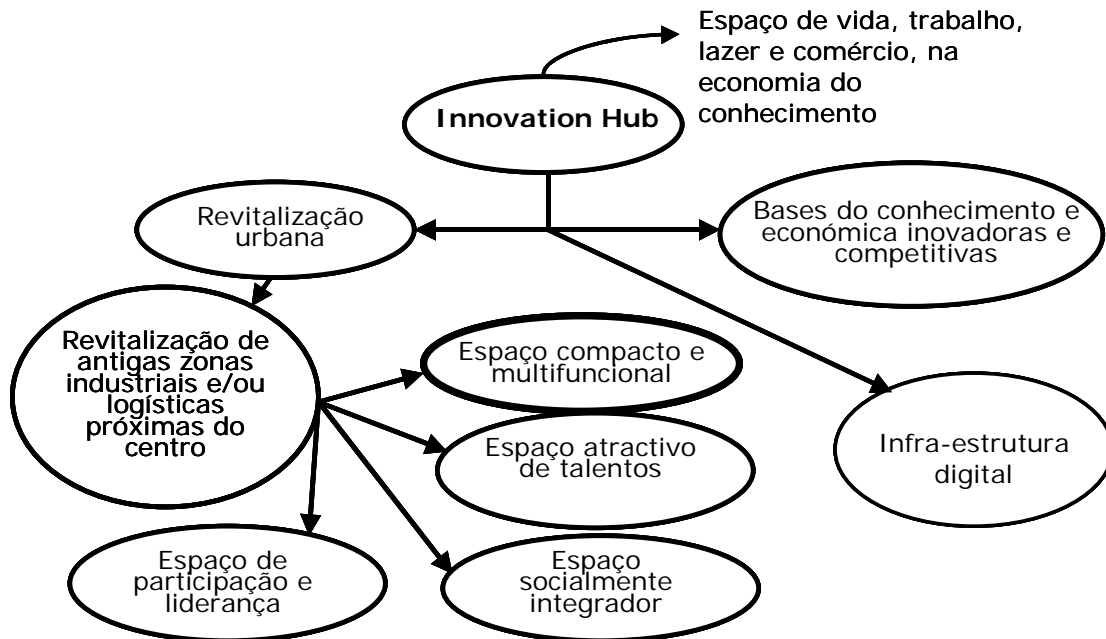 Espaço de vida, trabalho,
lazer e comércio, na
economia do
conhecimento
Innovation Hub
Revitalização
urbana
Bases do conhecimento e
económica inovadoras e
competitivas
Revitalização de
antigas zonas
industriais e/ou
logísticas
próximas do
centro
Espaço compacto e
multifuncional
Espaço atractivo
de talentos
Infra-estrutura
digital
Espaço de
participação e
liderança
Espaço
socialmente
integrador